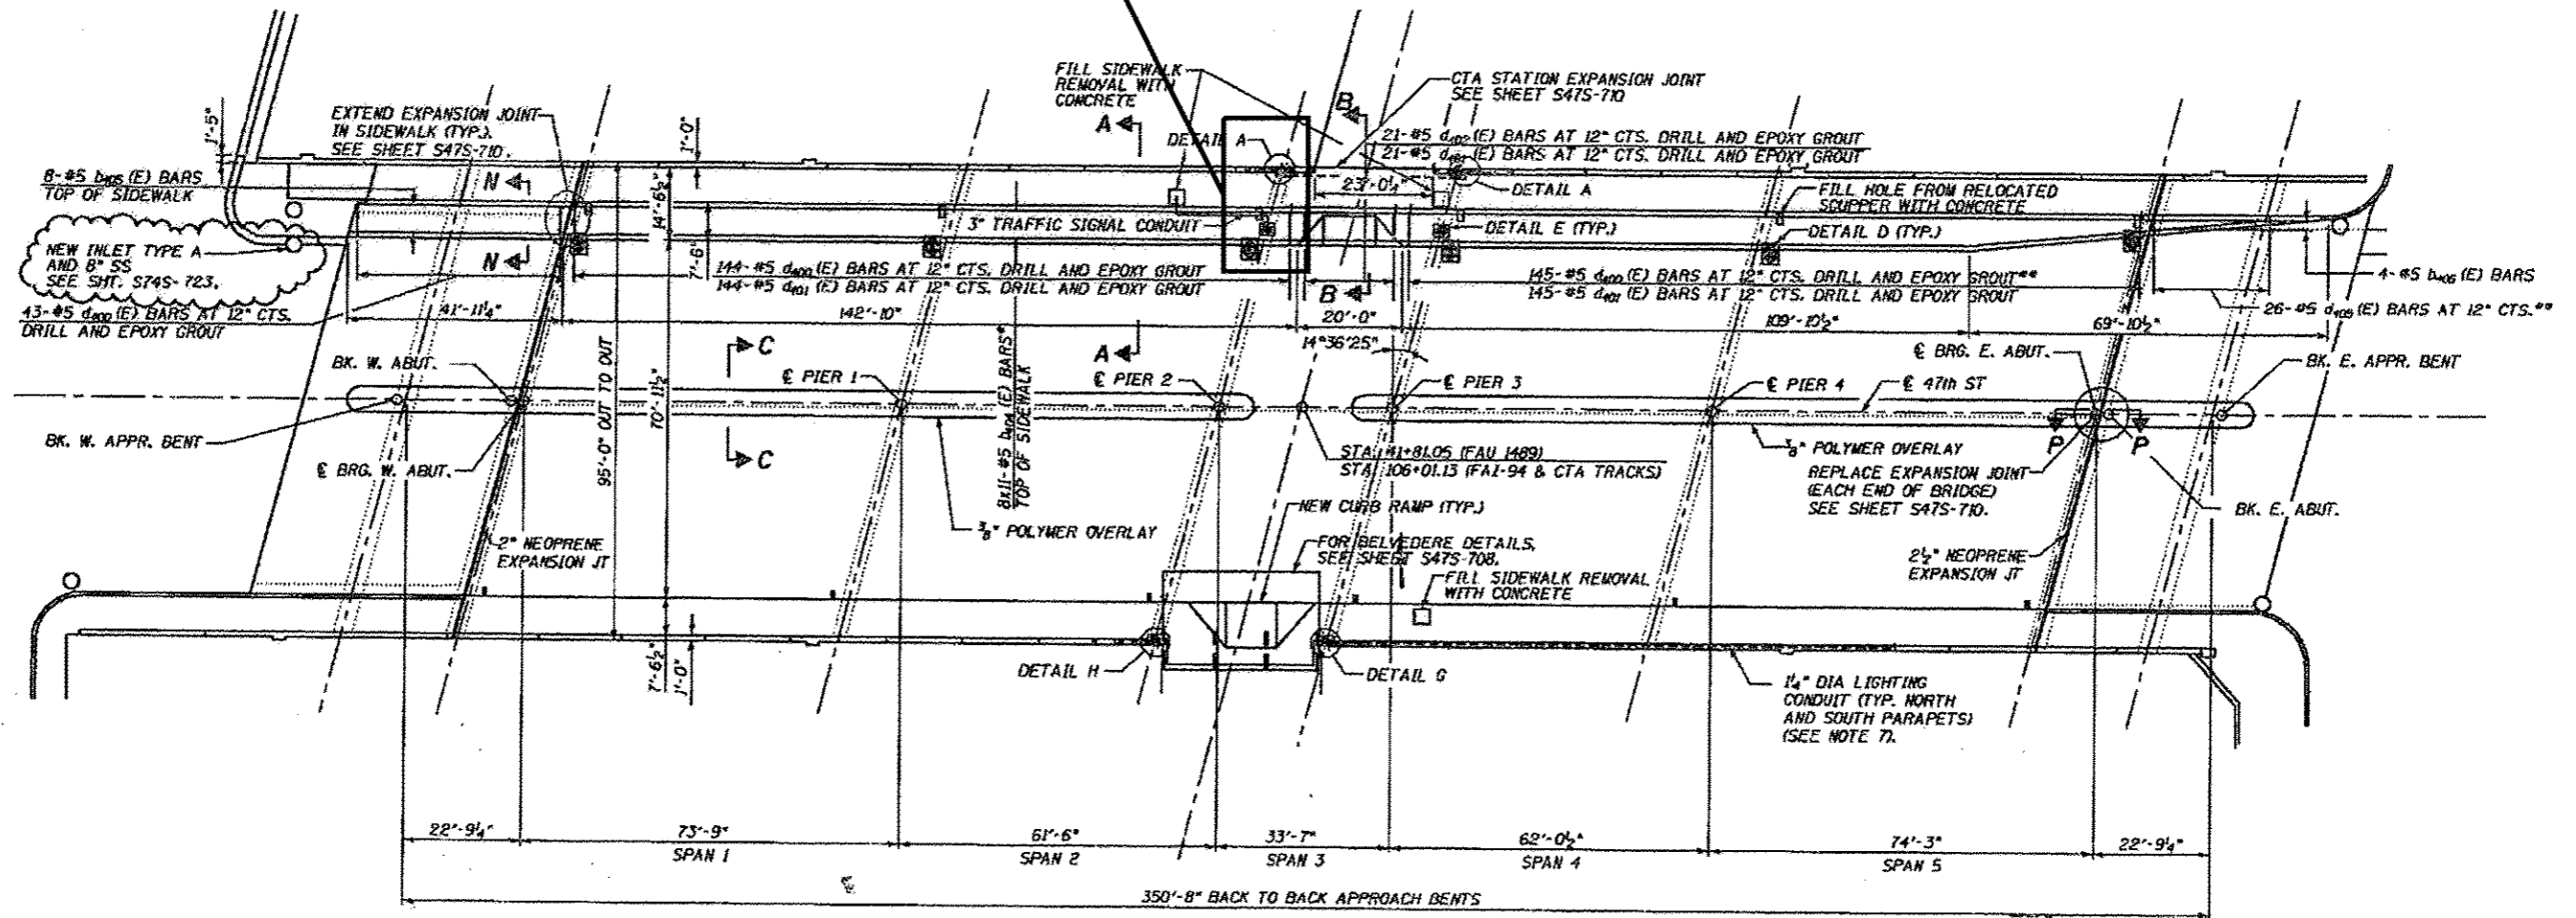 FILL SIDEWALK
REMOVAL WITH
CONCRETE
CTA STATION EXPANSION JOINT
SEE SHEET S47S-710
EXTEND EXPANSION JOINT
IN SIDEWALK (TYP.).
SEE SHEET S47S-710.
1'-5"
1'-0"
A
B
DETAIL A
21-#5 d402 (E) BARS AT 12" CTS. DRILL AND EPOXY GROUT
21-#5 (E) BARS AT 12" CTS. DRILL AND EPOXY GROUT
8-#5 b405 (E) BARS
TOP OF SIDEWALK
N
14'-6½"
23'-0¼"
DETAIL A
FILL HOLE FROM RELOCATED
SCUPPER WITH CONCRETE
3" TRAFFIC SIGNAL CONDUIT
DETAIL E (TYP.)
DETAIL D (TYP.)
NEW INLET TYPE A
AND 8" SS
SEE SHT. S74S-723.
N
7'-6"
144-#5 d400 (E) BARS AT 12" CTS. DRILL AND EPOXY GROUT
144-#5 d401 (E) BARS AT 12" CTS. DRILL AND EPOXY GROUT
145-#5 d400 (E) BARS AT 12" CTS. DRILL AND EPOXY GROUT**
145-#5 d401 (E) BARS AT 12" CTS. DRILL AND EPOXY GROUT
4-#5 b406 (E) BARS
B
43-#5 d400 (E) BARS AT 12" CTS.
DRILL AND EPOXY GROUT
41'-11¼"
142'-10"
20'-0"
109'-10½"
69'-10½"
26-#5 d409 (E) BARS AT 12" CTS.**
14°36'25"
C
A
BK. W. ABUT.
℄ PIER 1
℄ PIER 2
℄ PIER 3
℄ PIER 4
℄ 47th ST
℄ BRG. E. ABUT.
BK. E. APPR. BENT
95'-0" OUT TO OUT
70'-11½"
8x11-#5 b404 (E) BARS*
TOP OF SIDEWALK
BK. W. APPR. BENT
℄ BRG. W. ABUT.
C
STA. 41+81.05 (FAU 1489)
STA. 106+01.13 (FAI-94 & CTA TRACKS)
⅜" POLYMER OVERLAY
P
P
REPLACE EXPANSION JOINT
(EACH END OF BRIDGE)
SEE SHEET S47S-710.
BK. E. ABUT.
NEW CURB RAMP (TYP.)
⅜" POLYMER OVERLAY
2" NEOPRENE
EXPANSION JT
FOR BELVEDERE DETAILS,
SEE SHEET S47S-708.
FILL SIDEWALK REMOVAL
WITH CONCRETE
2½" NEOPRENE
EXPANSION JT
7'-6½"
1'-0"
DETAIL H
DETAIL G
1¼" DIA LIGHTING
CONDUIT (TYP. NORTH
AND SOUTH PARAPETS)
(SEE NOTE 7).
22'-9¼"
73'-9"
61'-6"
33'-7"
62'-0½"
74'-3"
22'-9¼"
SPAN 1
SPAN 2
SPAN 3
SPAN 4
SPAN 5
350'-8" BACK TO BACK APPROACH BENTS